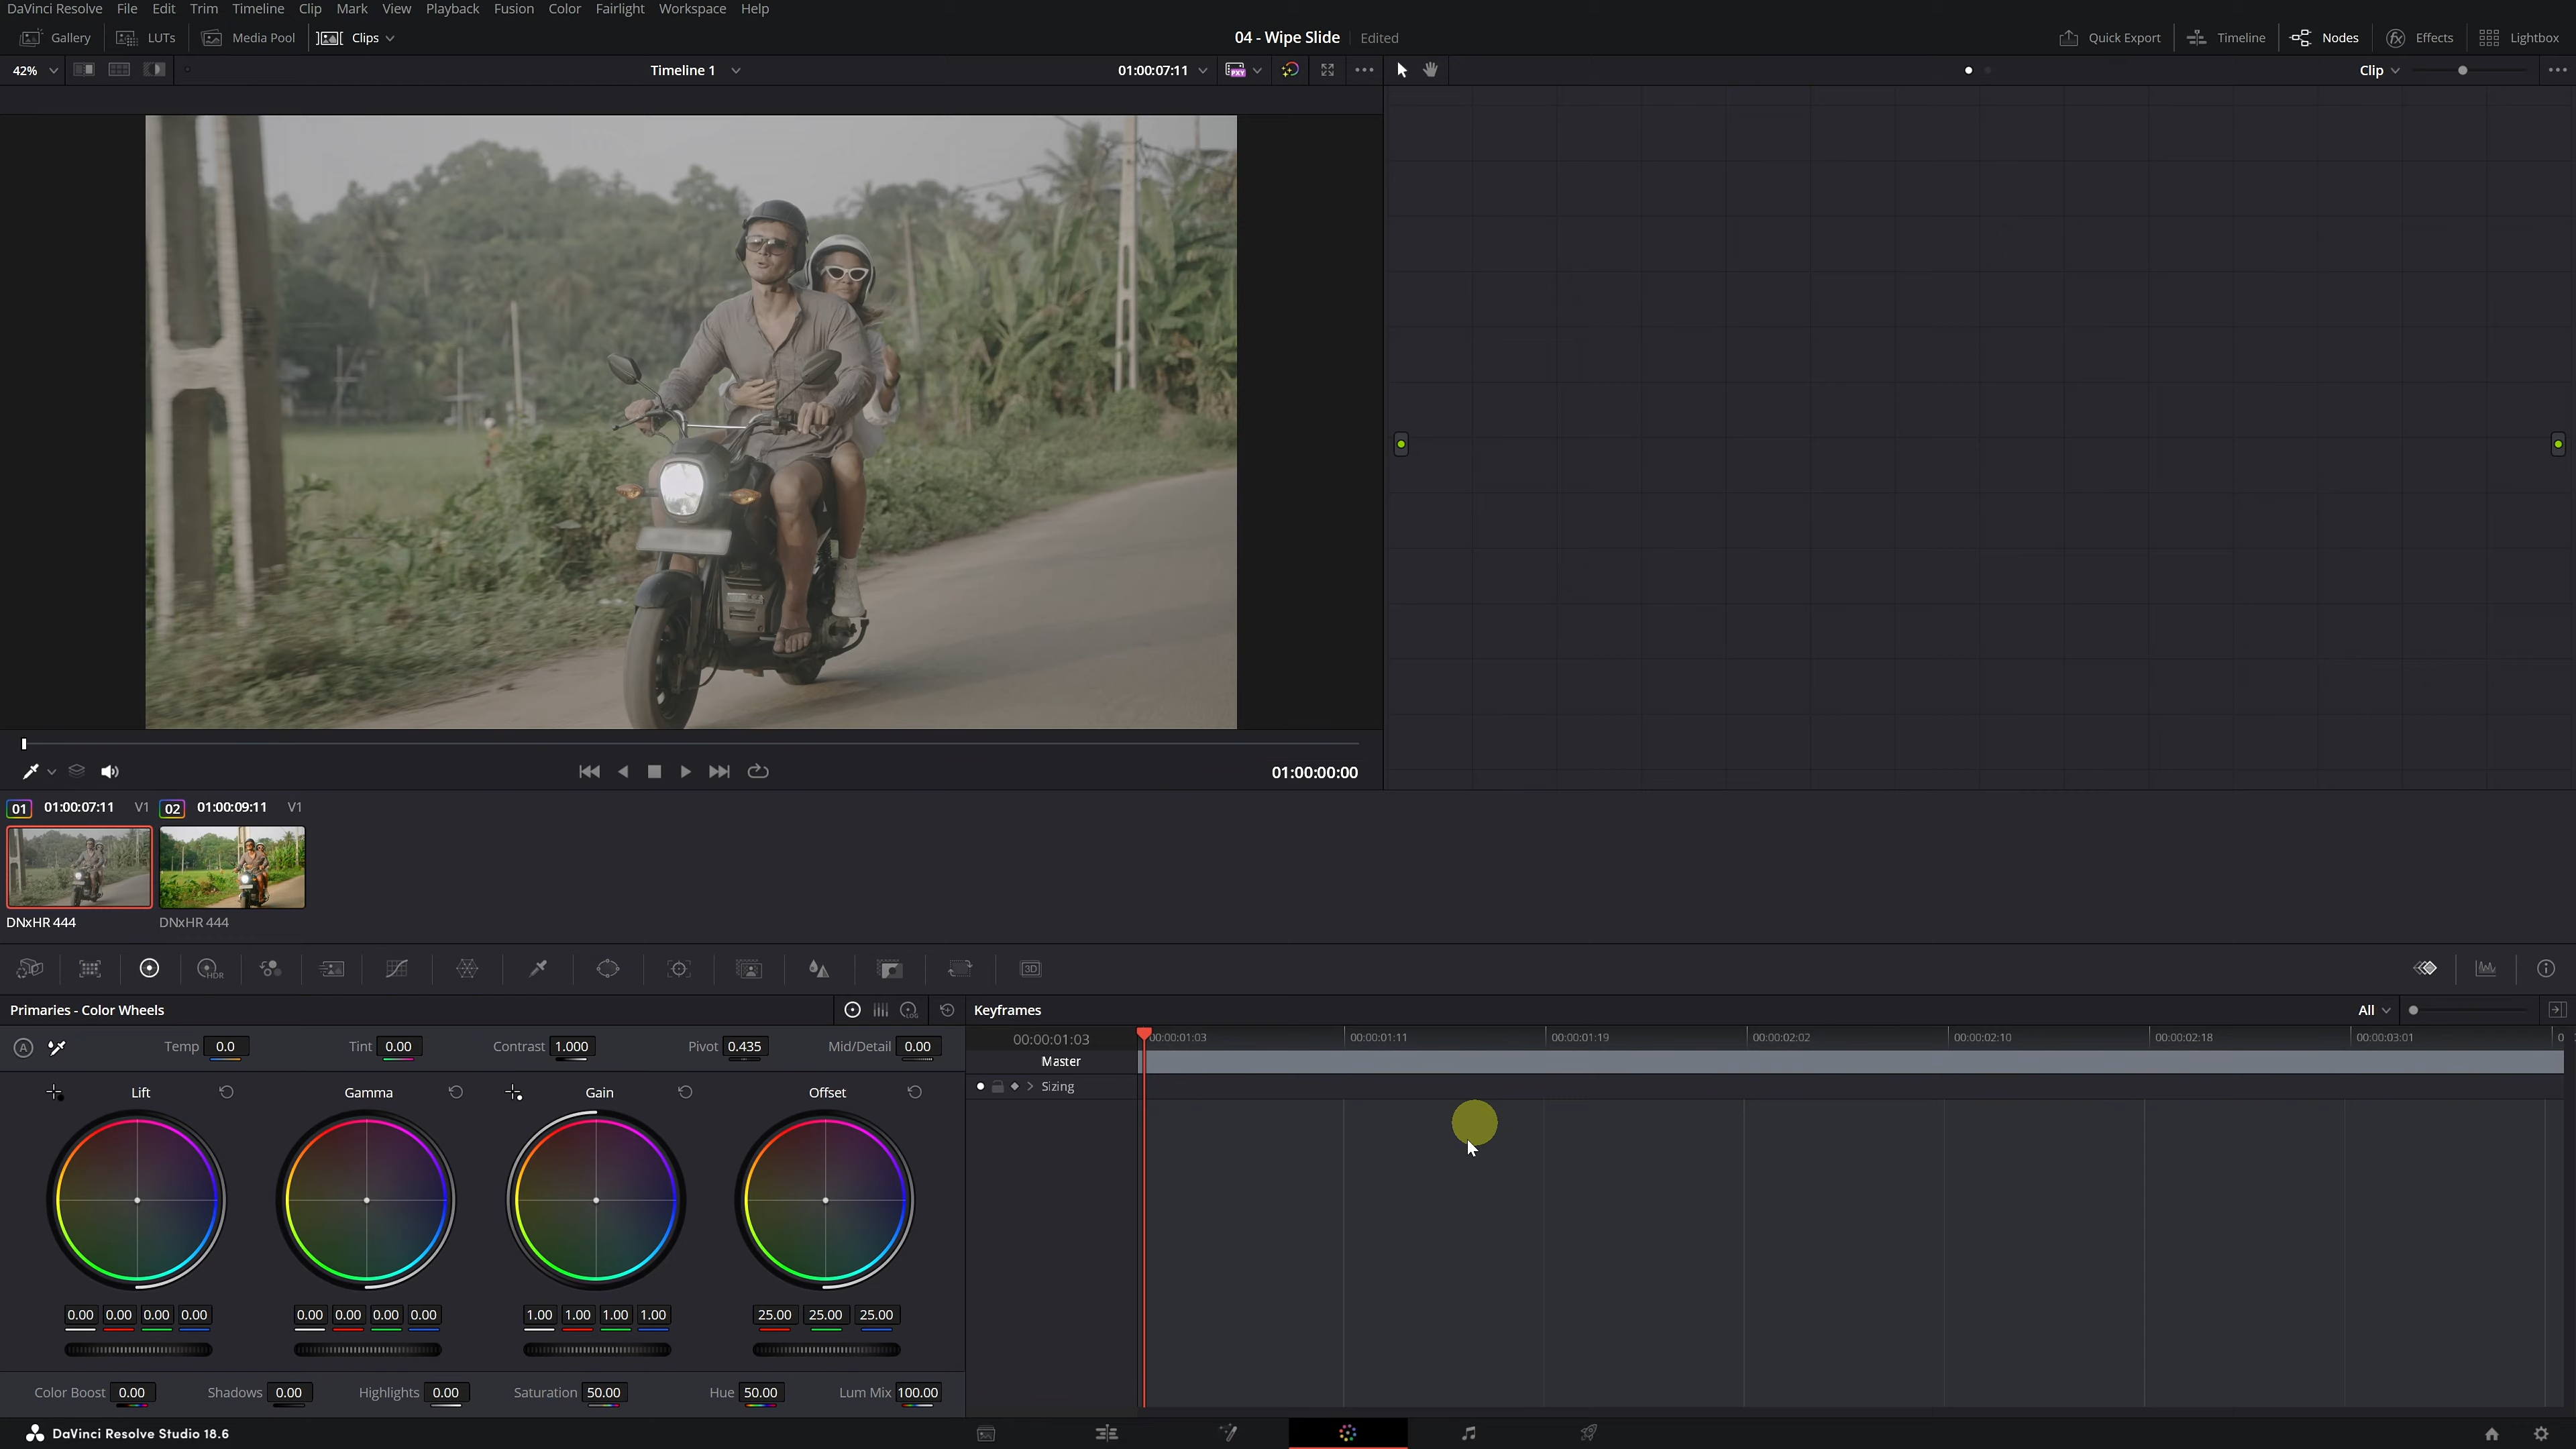 DaVinci Resolve File Edit Trim Timeline Clip Mark View Playback Fusion Color Fairlight Workspace Help
Gallery LUTs Media Pool Clips 04 - Wipe Slide Edited Quick Export Timeline Nodes Effects Lightbox
42% Timeline 1 01:00:07:11 PXY Clip
01:00:00:00
01 01:00:07:11 V1 02 01:00:09:11 V1
DNxHR 444 DNxHR 444
HDR 3D
Primaries - Color Wheels LOG Keyframes All
00:00:01:03 00:00:01:03 00:00:01:11 00:00:01:19 00:00:02:02 00:00:02:10 00:00:02:18 00:00:03:01 0
A Temp 0.0 Tint 0.00 Contrast 1.000 Pivot 0.435 Mid/Detail 0.00 Master
Sizing
Lift Gamma Gain Offset
0.00 0.00 0.00 0.00 0.00 0.00 0.00 0.00 1.00 1.00 1.00 1.00 25.00 25.00 25.00
Color Boost 0.00 Shadows 0.00 Highlights 0.00 Saturation 50.00 Hue 50.00 Lum Mix 100.00
DaVinci Resolve Studio 18.6